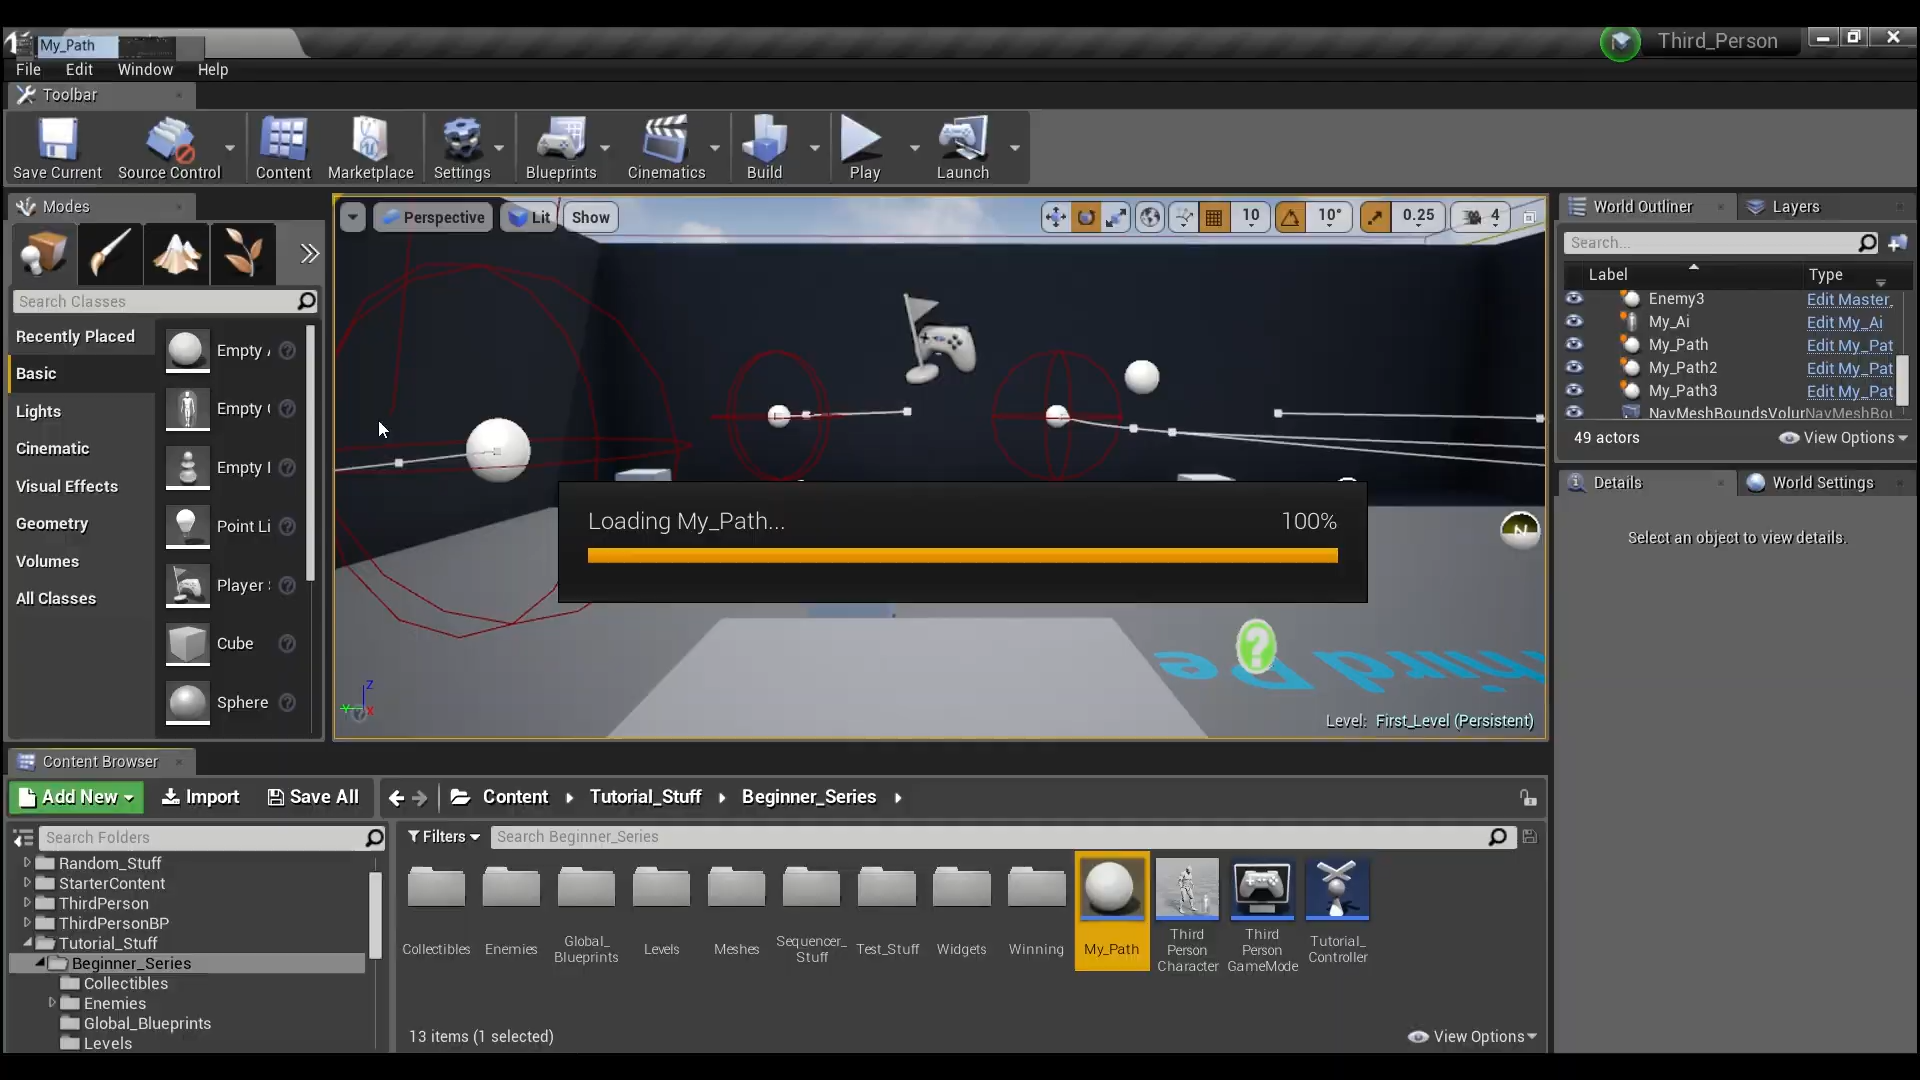 My_Path
Third_Person
File Edit Window Help
Toolbar
Save Current Source Control Content Marketplace Settings Blueprints Cinematics Build Play Launch
Modes
Search Classes
Recently Placed
Basic
Lights
Cinematic
Visual Effects
Geometry
Volumes
All Classes
Empty
Empty
Empty
Point Li
Player
Cube
Sphere
Perspective Lit Show 10 10° 0.25 4
Loading My_Path... 100%
N
?
Level: First_Level (Persistent)
Z
Y X
World Outliner Layers
Search...
Label Type
Enemy3 Edit Master_
My_Ai Edit My_Ai
My_Path Edit My_Pat
My_Path2 Edit My_Pat
My_Path3 Edit My_Pat
NavMeshBoundsVolur NavMeshBou
49 actors View Options
Details World Settings
Select an object to view details.
Content Browser
Add New Import Save All Content Tutorial_Stuff Beginner_Series
Search Folders
Filters Search Beginner_Series
Random_Stuff
StarterContent
ThirdPerson
ThirdPersonBP
Tutorial_Stuff
Beginner_Series
Collectibles
Enemies
Global_Blueprints
Levels
Collectibles
Enemies
Global_
Blueprints
Levels
Meshes
Sequencer_
Stuff
Test_Stuff
Widgets
Winning
My_Path
Third
Person
Character
Third
Person
GameMode
Tutorial_
Controller
13 items (1 selected) View Options